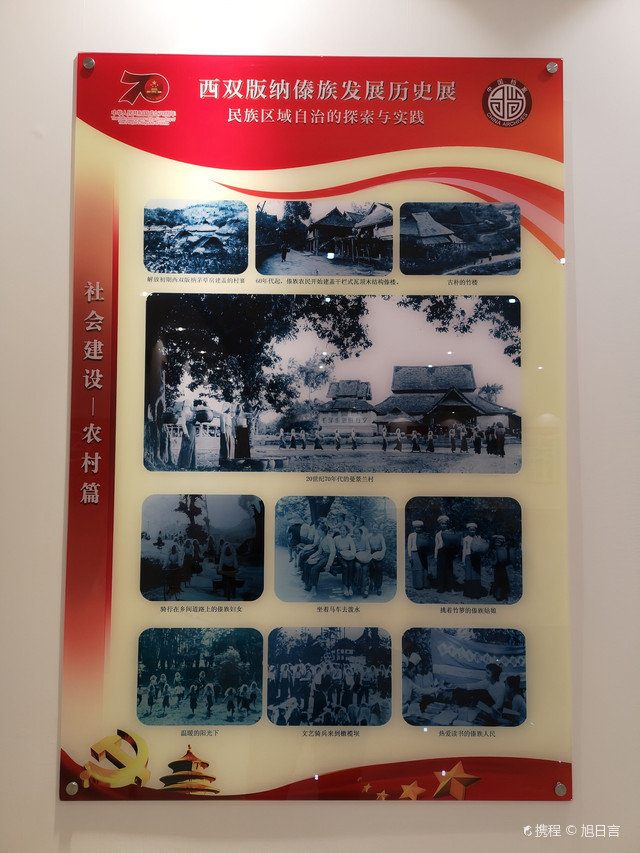 西双版纳傣族发展历史展
民族区域自治的探索与实践
70
CHINA ARCHIVES
社会建设—农村篇
解放初期西双版纳茅草房建盖的村寨
60年代起，傣族农民开始建盖干栏式瓦顶木结构傣楼。
古朴的竹楼
20世纪70年代的曼景兰村
骑行在乡间道路上的傣族妇女
坐着马车去泼水
挑着竹箩的傣族姑娘
温暖的阳光下
文艺骑兵来到橄榄坝
热爱读书的傣族人民
携程 © 旭日言